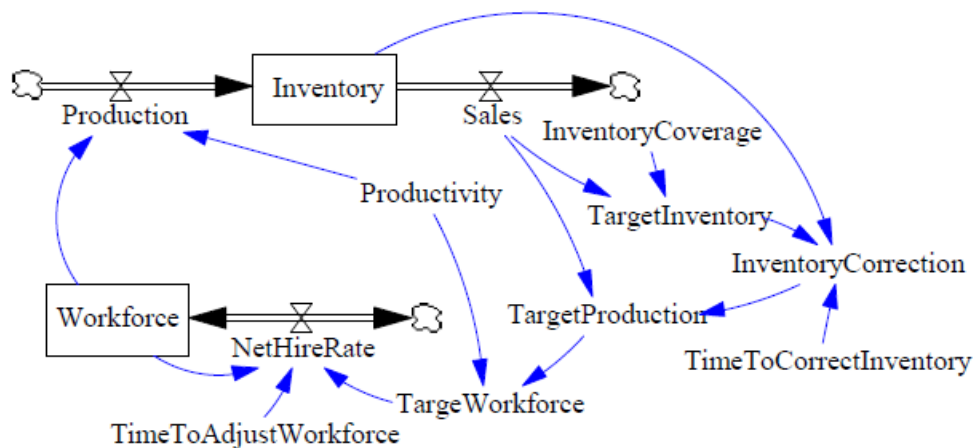 Inventory
Production
Sales
InventoryCoverage
Productivity
TargetInventory
InventoryCorrection
Workforce
TargetProduction
NetHireRate
TimeToCorrectInventory
TargeWorkforce
TimeToAdjustWorkforce